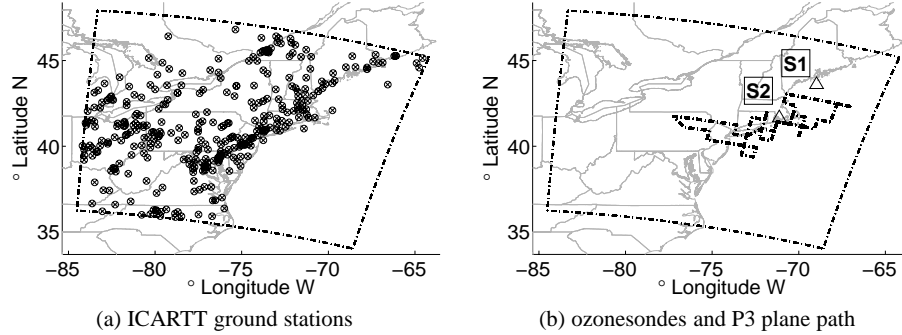 45
40
35
° Latitude N
−85 −80 −75 −70 −65
° Longitude W
(a) ICARTT ground stations
S1
S2
45
40
35
° Latitude N
−85 −80 −75 −70 −65
° Longitude W
(b) ozonesondes and P3 plane path